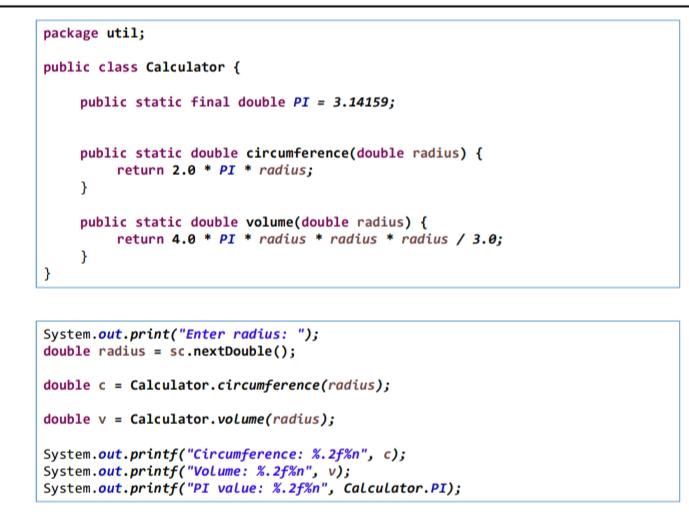 package util;
public class Calculator {
public static final double PI = 3.14159;
public static double circumference(double radius) {
return 2.0 * PI * radius;
}
public static double volume(double radius) {
return 4.0 * PI * radius * radius * radius / 3.0;
}
}
System.out.print("Enter radius: ");
double radius = sc.nextDouble();
double c = Calculator.circumference(radius);
double v = Calculator.volume(radius);
System.out.printf("Circumference: %.2f%n", c);
System.out.printf("Volume: %.2f%n", v);
System.out.printf("PI value: %.2f%n", Calculator.PI);